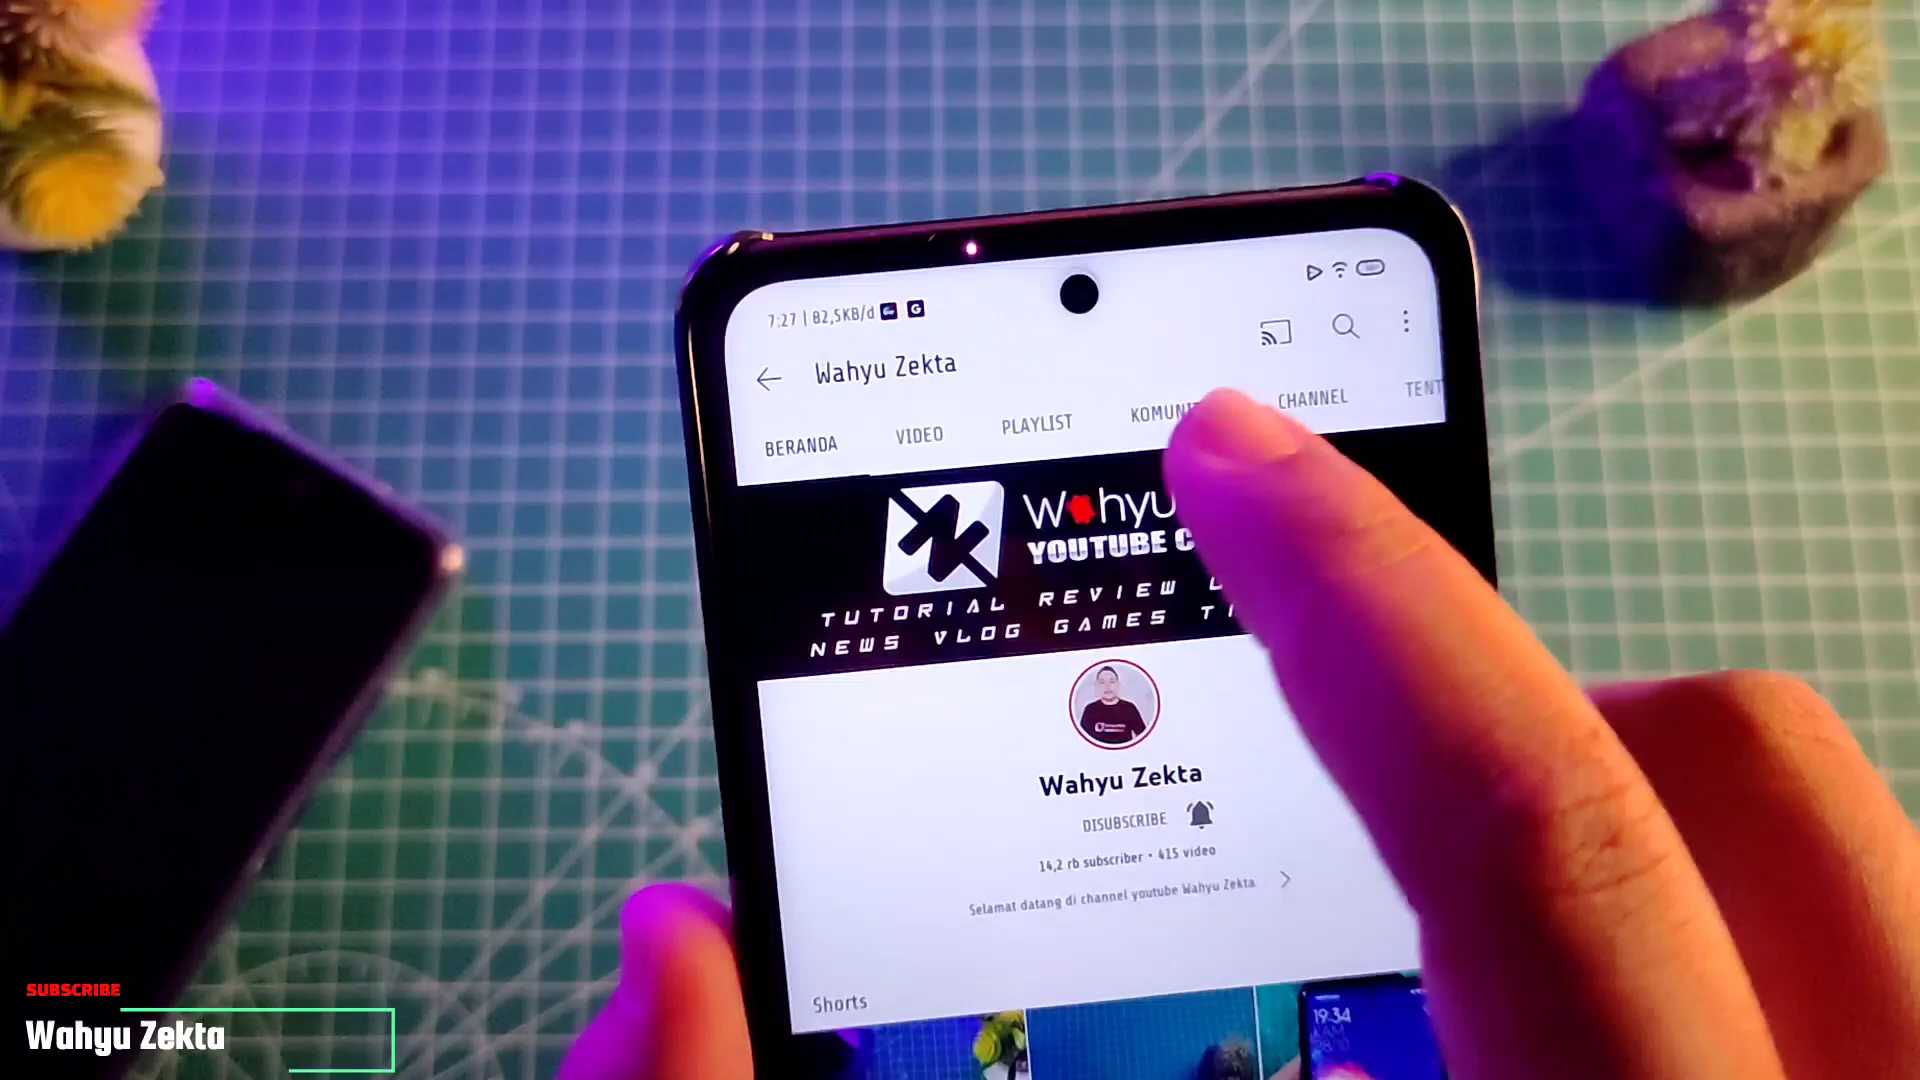 7:27 | 82,5KB/d
Wahyu Zekta
BERANDA VIDEO PLAYLIST CHANNEL
YOUTUBE
TUTORIAL REVIEW
NEWS VLOG GAMES
Wahyu Zekta
DISUBSCRIBE
14,2 rb subscriber • 415 video
Selamat datang di channel youtube Wahyu Zekta
Shorts
19:34
SUBSCRIBE
Wahyu Zekta